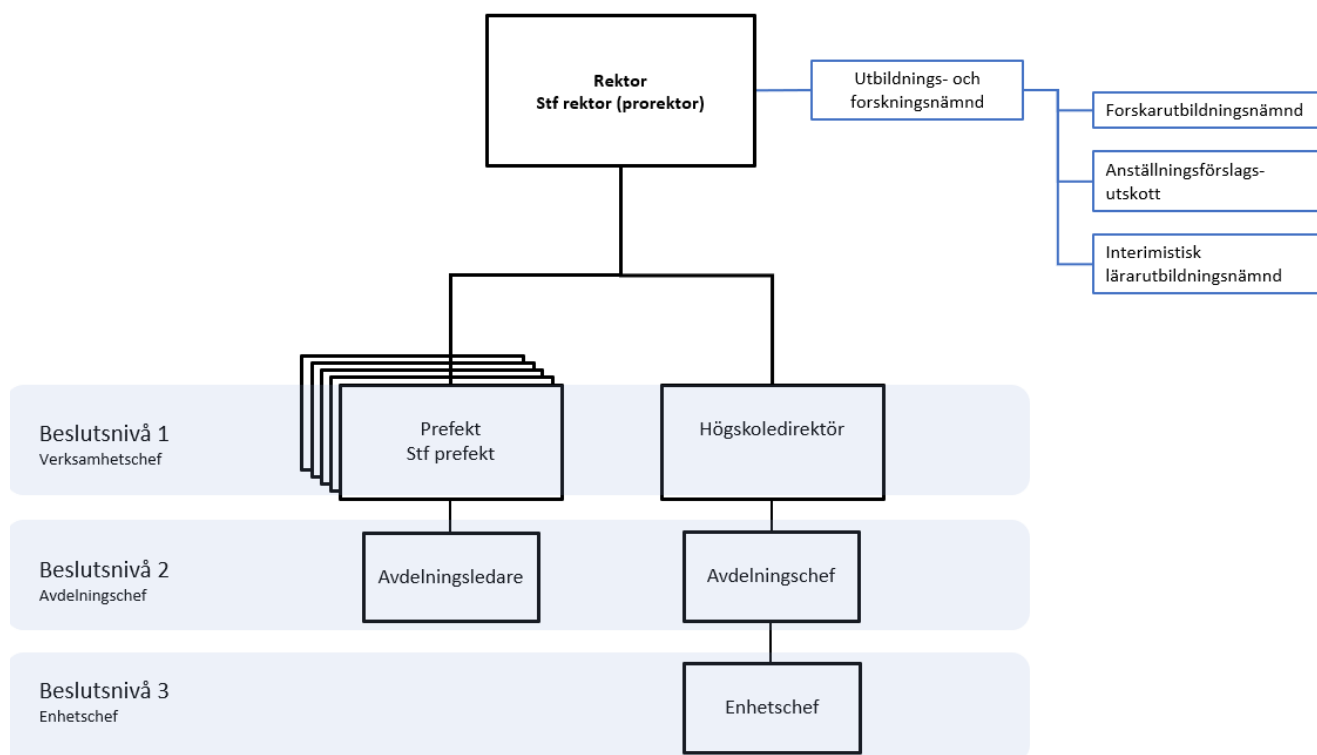 Rektor
Stf rektor (prorektor)
Utbildnings- och
forskningsnämnd
Forskarutbildningsnämnd
Anställningsförslags-
utskott
Interimistisk
lärarutbildningsnämnd
Beslutsnivå 1
Verksamhetschef
Prefekt
Stf prefekt
Högskoledirektör
Beslutsnivå 2
Avdelningschef
Avdelningsledare
Avdelningschef
Beslutsnivå 3
Enhetschef
Enhetschef